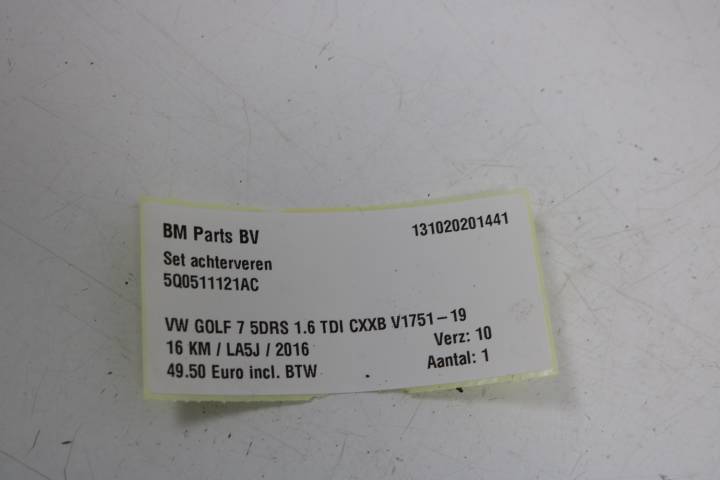 BM Parts BV 131020201441
Set achterveren
5Q0511121AC
VW GOLF 7 5DRS 1.6 TDI CXXB V1751-19
16 KM / LA5J / 2016 Verz: 10
49.50 Euro incl. BTW Aantal: 1